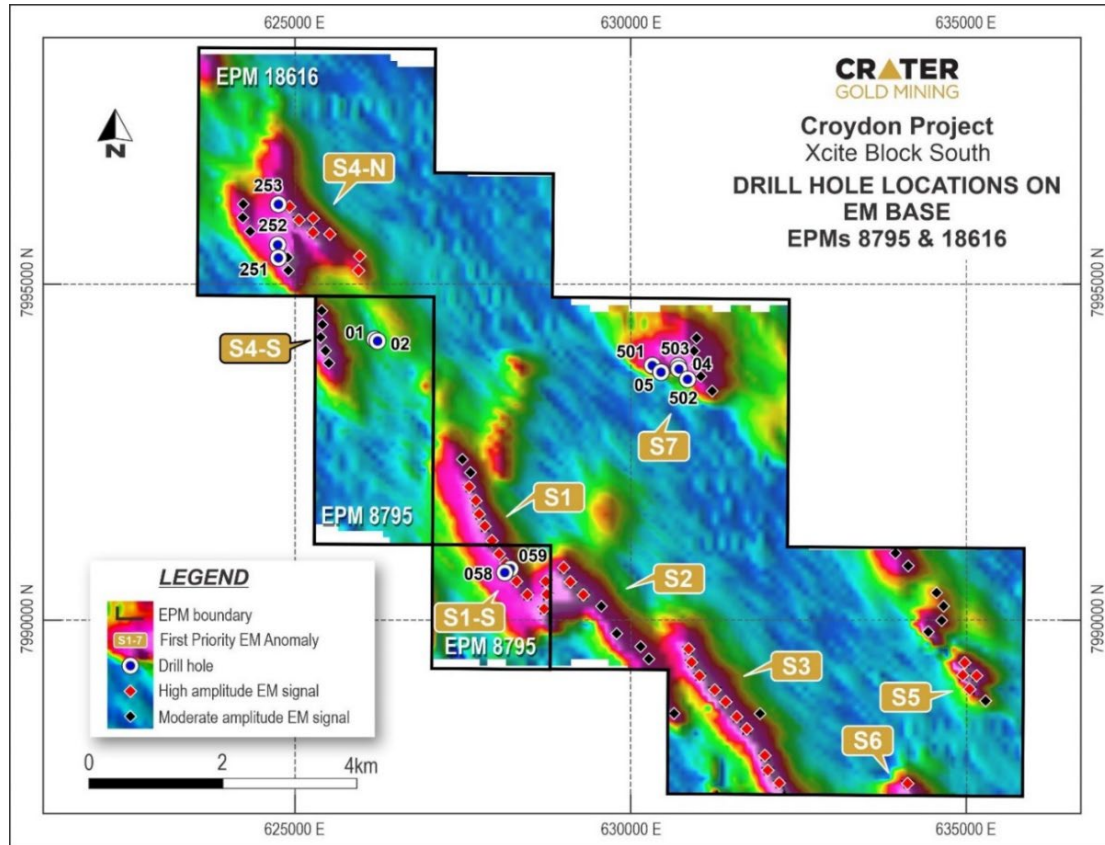 625000 E
630000 E
635000 E
CRATER
GOLD MINING
Croydon Project
Xcite Block South
DRILL HOLE LOCATIONS ON
EM BASE
EPMs 8795 & 18616
N
EPM 18616
S4-N
253
252
251
7995000 N
7995000 N
S4-S
01
02
501
503
04
05
502
S7
EPM 8795
S1
059
058
S1-S
EPM 8795
S2
S3
S5
S6
7990000 N
7990000 N
LEGEND
EPM boundary
S1-7
First Priority EM Anomaly
Drill hole
High amplitude EM signal
Moderate amplitude EM signal
0
2
4km
625000 E
630000 E
635000 E